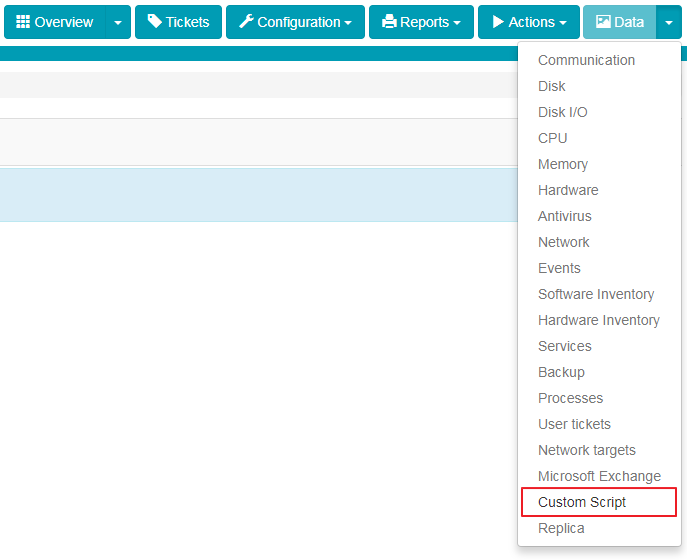 Overview Tickets Configuration Reports Actions Data
Communication
Disk
Disk I/O
CPU
Memory
Hardware
Antivirus
Network
Events
Software Inventory
Hardware Inventory
Services
Backup
Processes
User tickets
Network targets
Microsoft Exchange
Custom Script
Replica